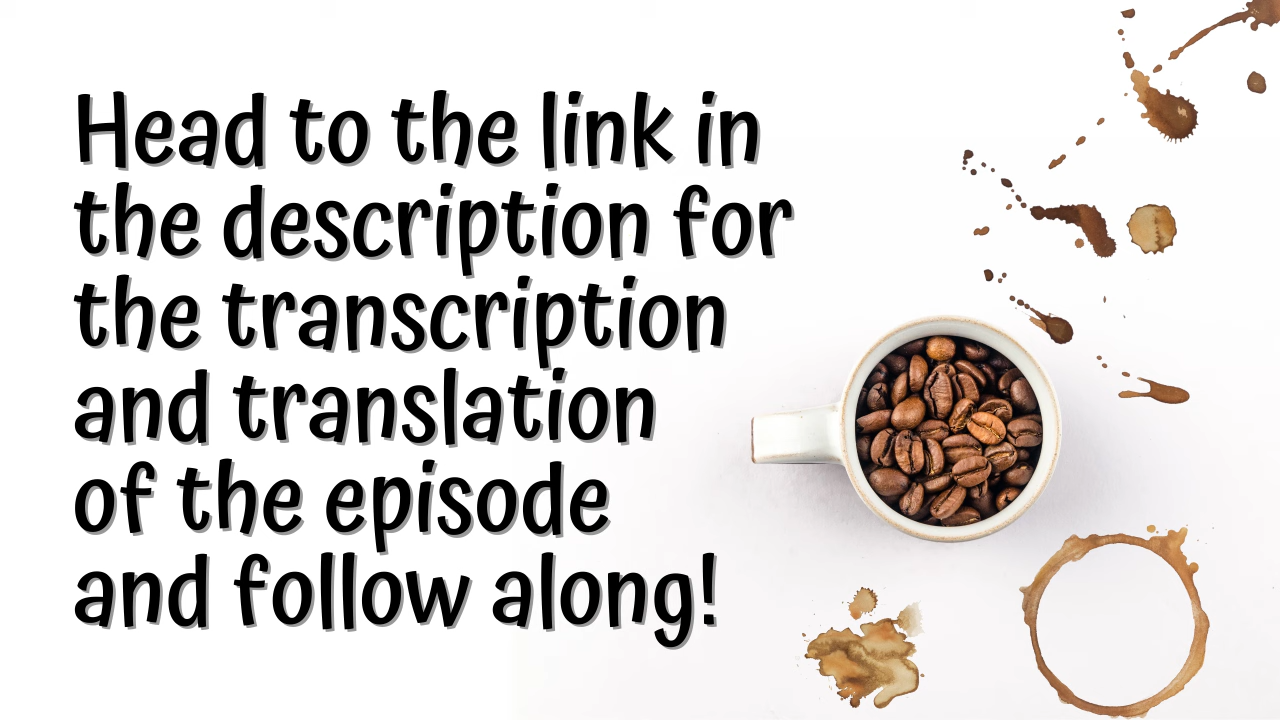 Head to the link in
the description for
the transcription
and translation
of the episode
and follow along!